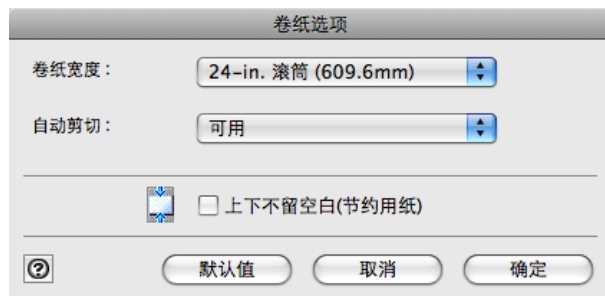 卷纸选项
卷纸宽度：
24-in. 滚筒 (609.6mm)
自动剪切：
可用
上下不留空白(节约用纸)
?
默认值
取消
确定